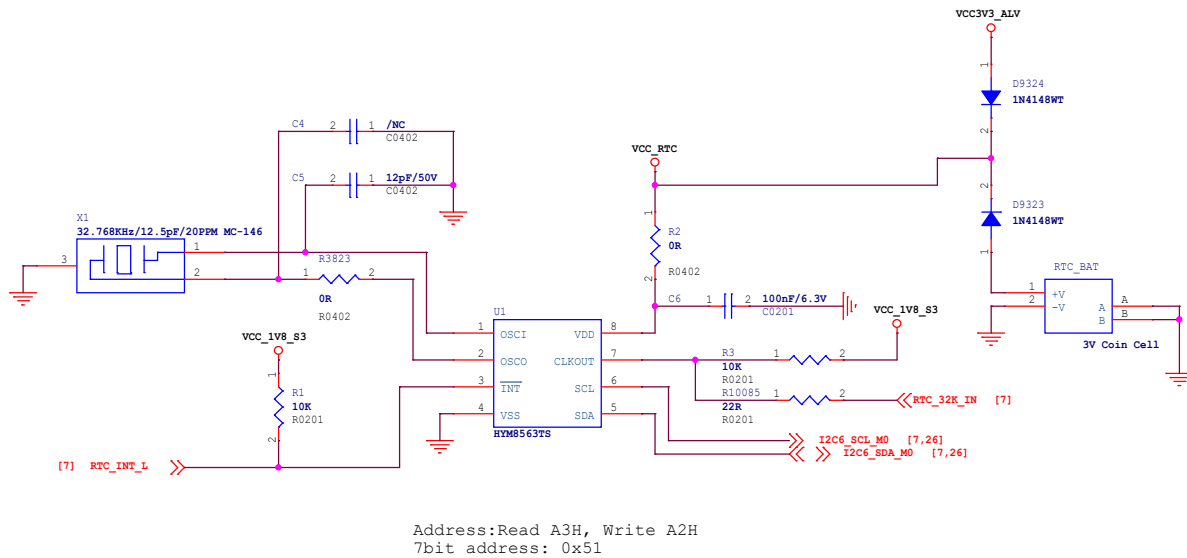 VCC3V3_ALV
1
D9324
1N4148WT
2
C4
2
1
/NC
C0402
VCC_RTC
C5
2
1
12pF/50V
C0402
2
D9323
1N4148WT
1
X1
32.768KHz/12.5pF/20PPM MC-146
1
2
3
1
R2
0R
R0402
2
R3823
1
2
0R
R0402
RTC_BAT
1
+V
2
-V
A
A
B
B
3V Coin Cell
C6
1
2
100nF/6.3V
C0201
VCC_1V8_S3
VCC_1V8_S3
U1
1
OSCI
VDD
8
2
OSCO
CLKOUT
7
3
INT
SCL
6
4
VSS
SDA
5
HYM8563TS
R3
1
2
10K
R0201
R10085
1
2
22R
R0201
RTC_32K_IN [7]
1
R1
10K
R0201
2
I2C6_SCL_M0 [7,26]
I2C6_SDA_M0 [7,26]
[7] RTC_INT_L
Address:Read A3H, Write A2H
7bit address: 0x51